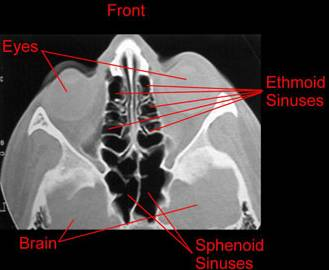 Front
Eyes
Ethmoid
Sinuses
Brain
Sphenoid
Sinuses